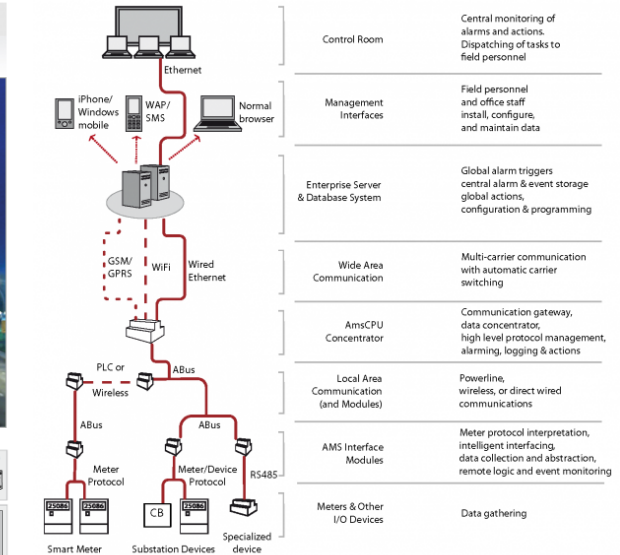 Ethernet
iPhone/
Windows
mobile
WAP/
SMS
Normal
browser
GSM/
GPRS
WiFi
Wired
Ethernet
PLC or
Wireless
ABus
ABus
ABus
Meter
Protocol
Meter/Device
Protocol
RS485
25086
25086
CB
25086
Smart Meter
Substation Devices
Specialized
device
Control Room
Central monitoring of
alarms and actions.
Dispatching of tasks to
field personnel
Management
Interfaces
Field personnel
and office staff
install, configure,
and maintain data
Enterprise Server
& Database System
Global alarm triggers
central alarm & event storage
global actions,
configuration & programming
Wide Area
Communication
Multi-carrier communication
with automatic carrier
switching
AmsCPU
Concentrator
Communication gateway,
data concentrator,
high level protocol management,
alarming, logging & actions
Local Area
Communication
(and Modules)
Powerline,
wireless, or direct wired
communications
AMS Interface
Modules
Meter protocol interpretation,
intelligent interfacing,
data collection and abstraction,
remote logic and event monitoring
Meters & Other
I/O Devices
Data gathering